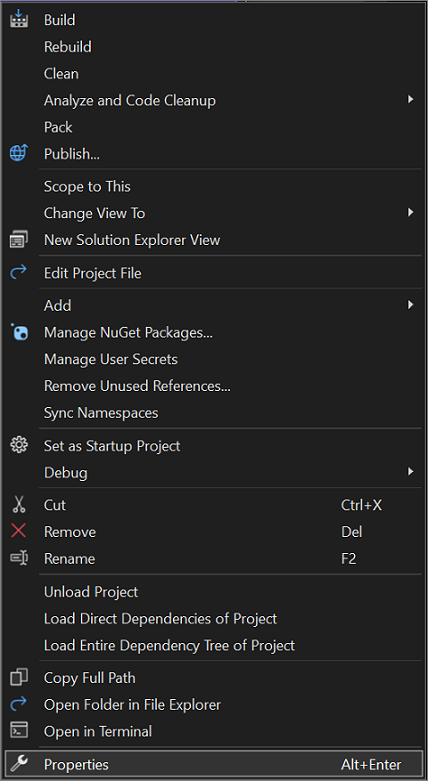 Build
Rebuild
Clean
Analyze and Code Cleanup
Pack
Publish...
Scope to This
Change View To
New Solution Explorer View
Edit Project File
Add
Manage NuGet Packages...
Manage User Secrets
Remove Unused References...
Sync Namespaces
Set as Startup Project
Debug
Cut Ctrl+X
Remove Del
Rename F2
Unload Project
Load Direct Dependencies of Project
Load Entire Dependency Tree of Project
Copy Full Path
Open Folder in File Explorer
Open in Terminal
Properties Alt+Enter